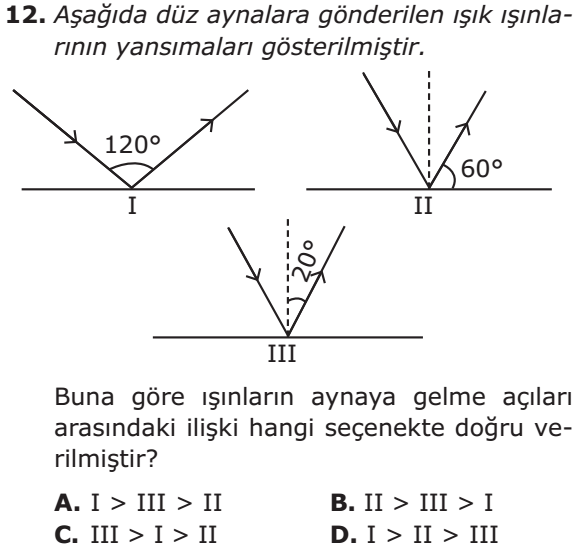 12. Aşağıda düz aynalara gönderilen ışık ışınla-
rının yansımaları gösterilmiştir.
120°
I
60°
II
20°
III
Buna göre ışınların aynaya gelme açıları
arasındaki ilişki hangi seçenekte doğru ve-
rilmiştir?
A. I > III > II
B. II > III > I
C. III > I > II
D. I > II > III